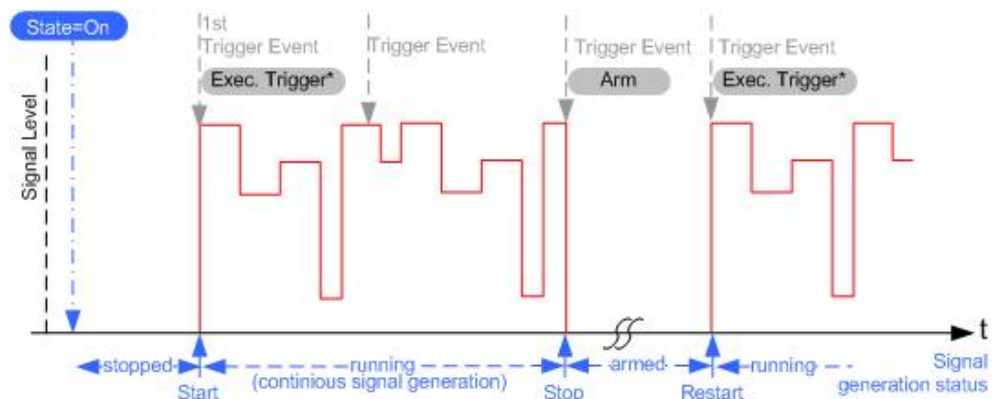 State=On
1st
Trigger Event
Exec. Trigger*
Trigger Event
Trigger Event
Arm
Trigger Event
Exec. Trigger*
Signal Level
t
stopped
running
(continious signal generation)
armed
running
Signal
generation status
Start
Stop
Restart